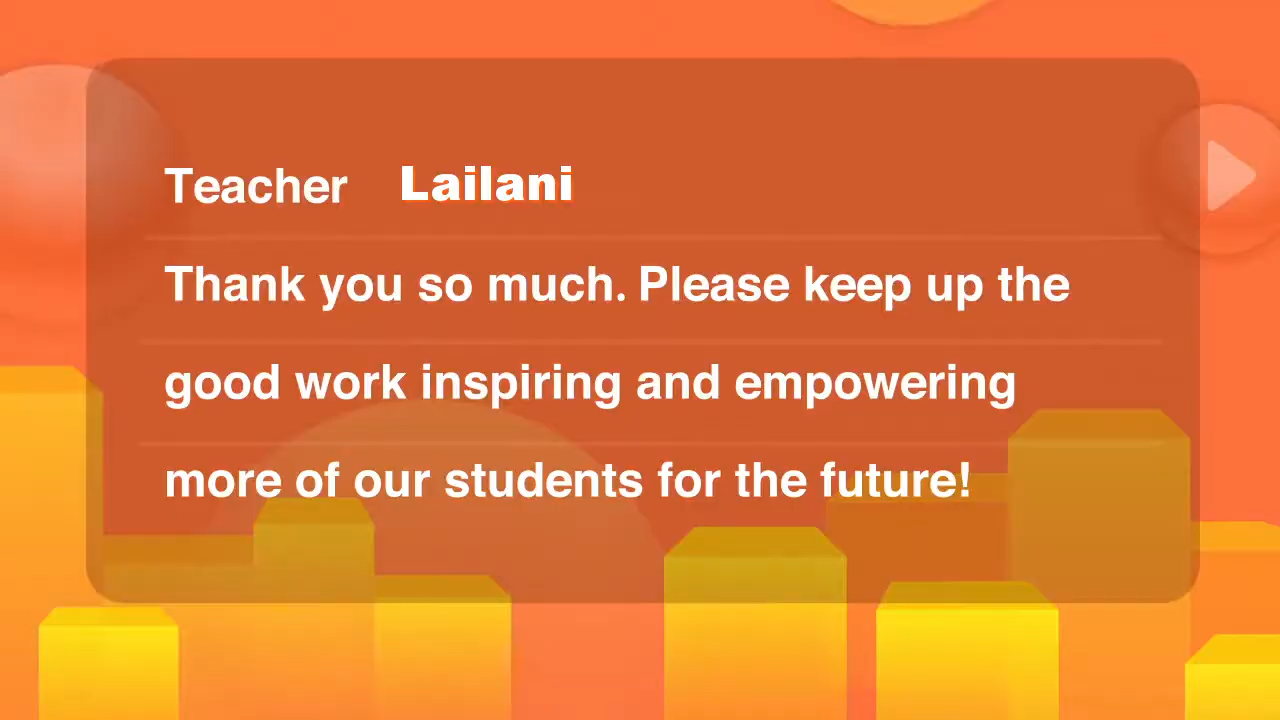 Teacher Lailani
Thank you so much. Please keep up the
good work inspiring and empowering
more of our students for the future!